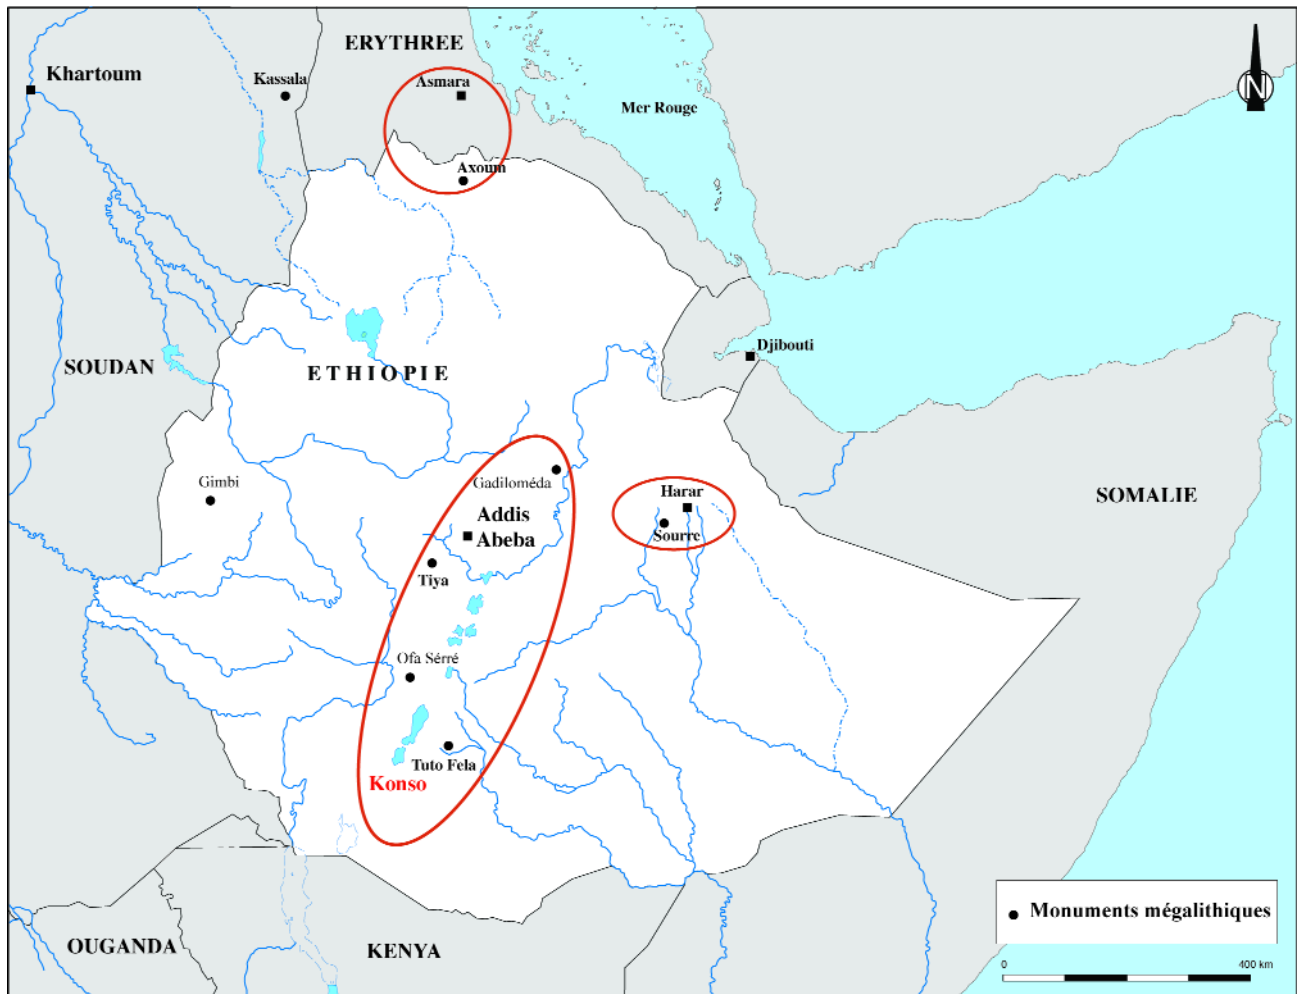 ERYTHREE
Khartoum
Kassala
Asmara
Mer Rouge
N
Axoum
Djibouti
SOUDAN
ETHIOPIE
Gimbi
Gadiloméda
Harar
SOMALIE
Addis
Abeba
Sourre
Tiya
Ofa Sérré
Tuto Fela
Konso
Monuments mégalithiques
OUGANDA
KENYA
0
400 km